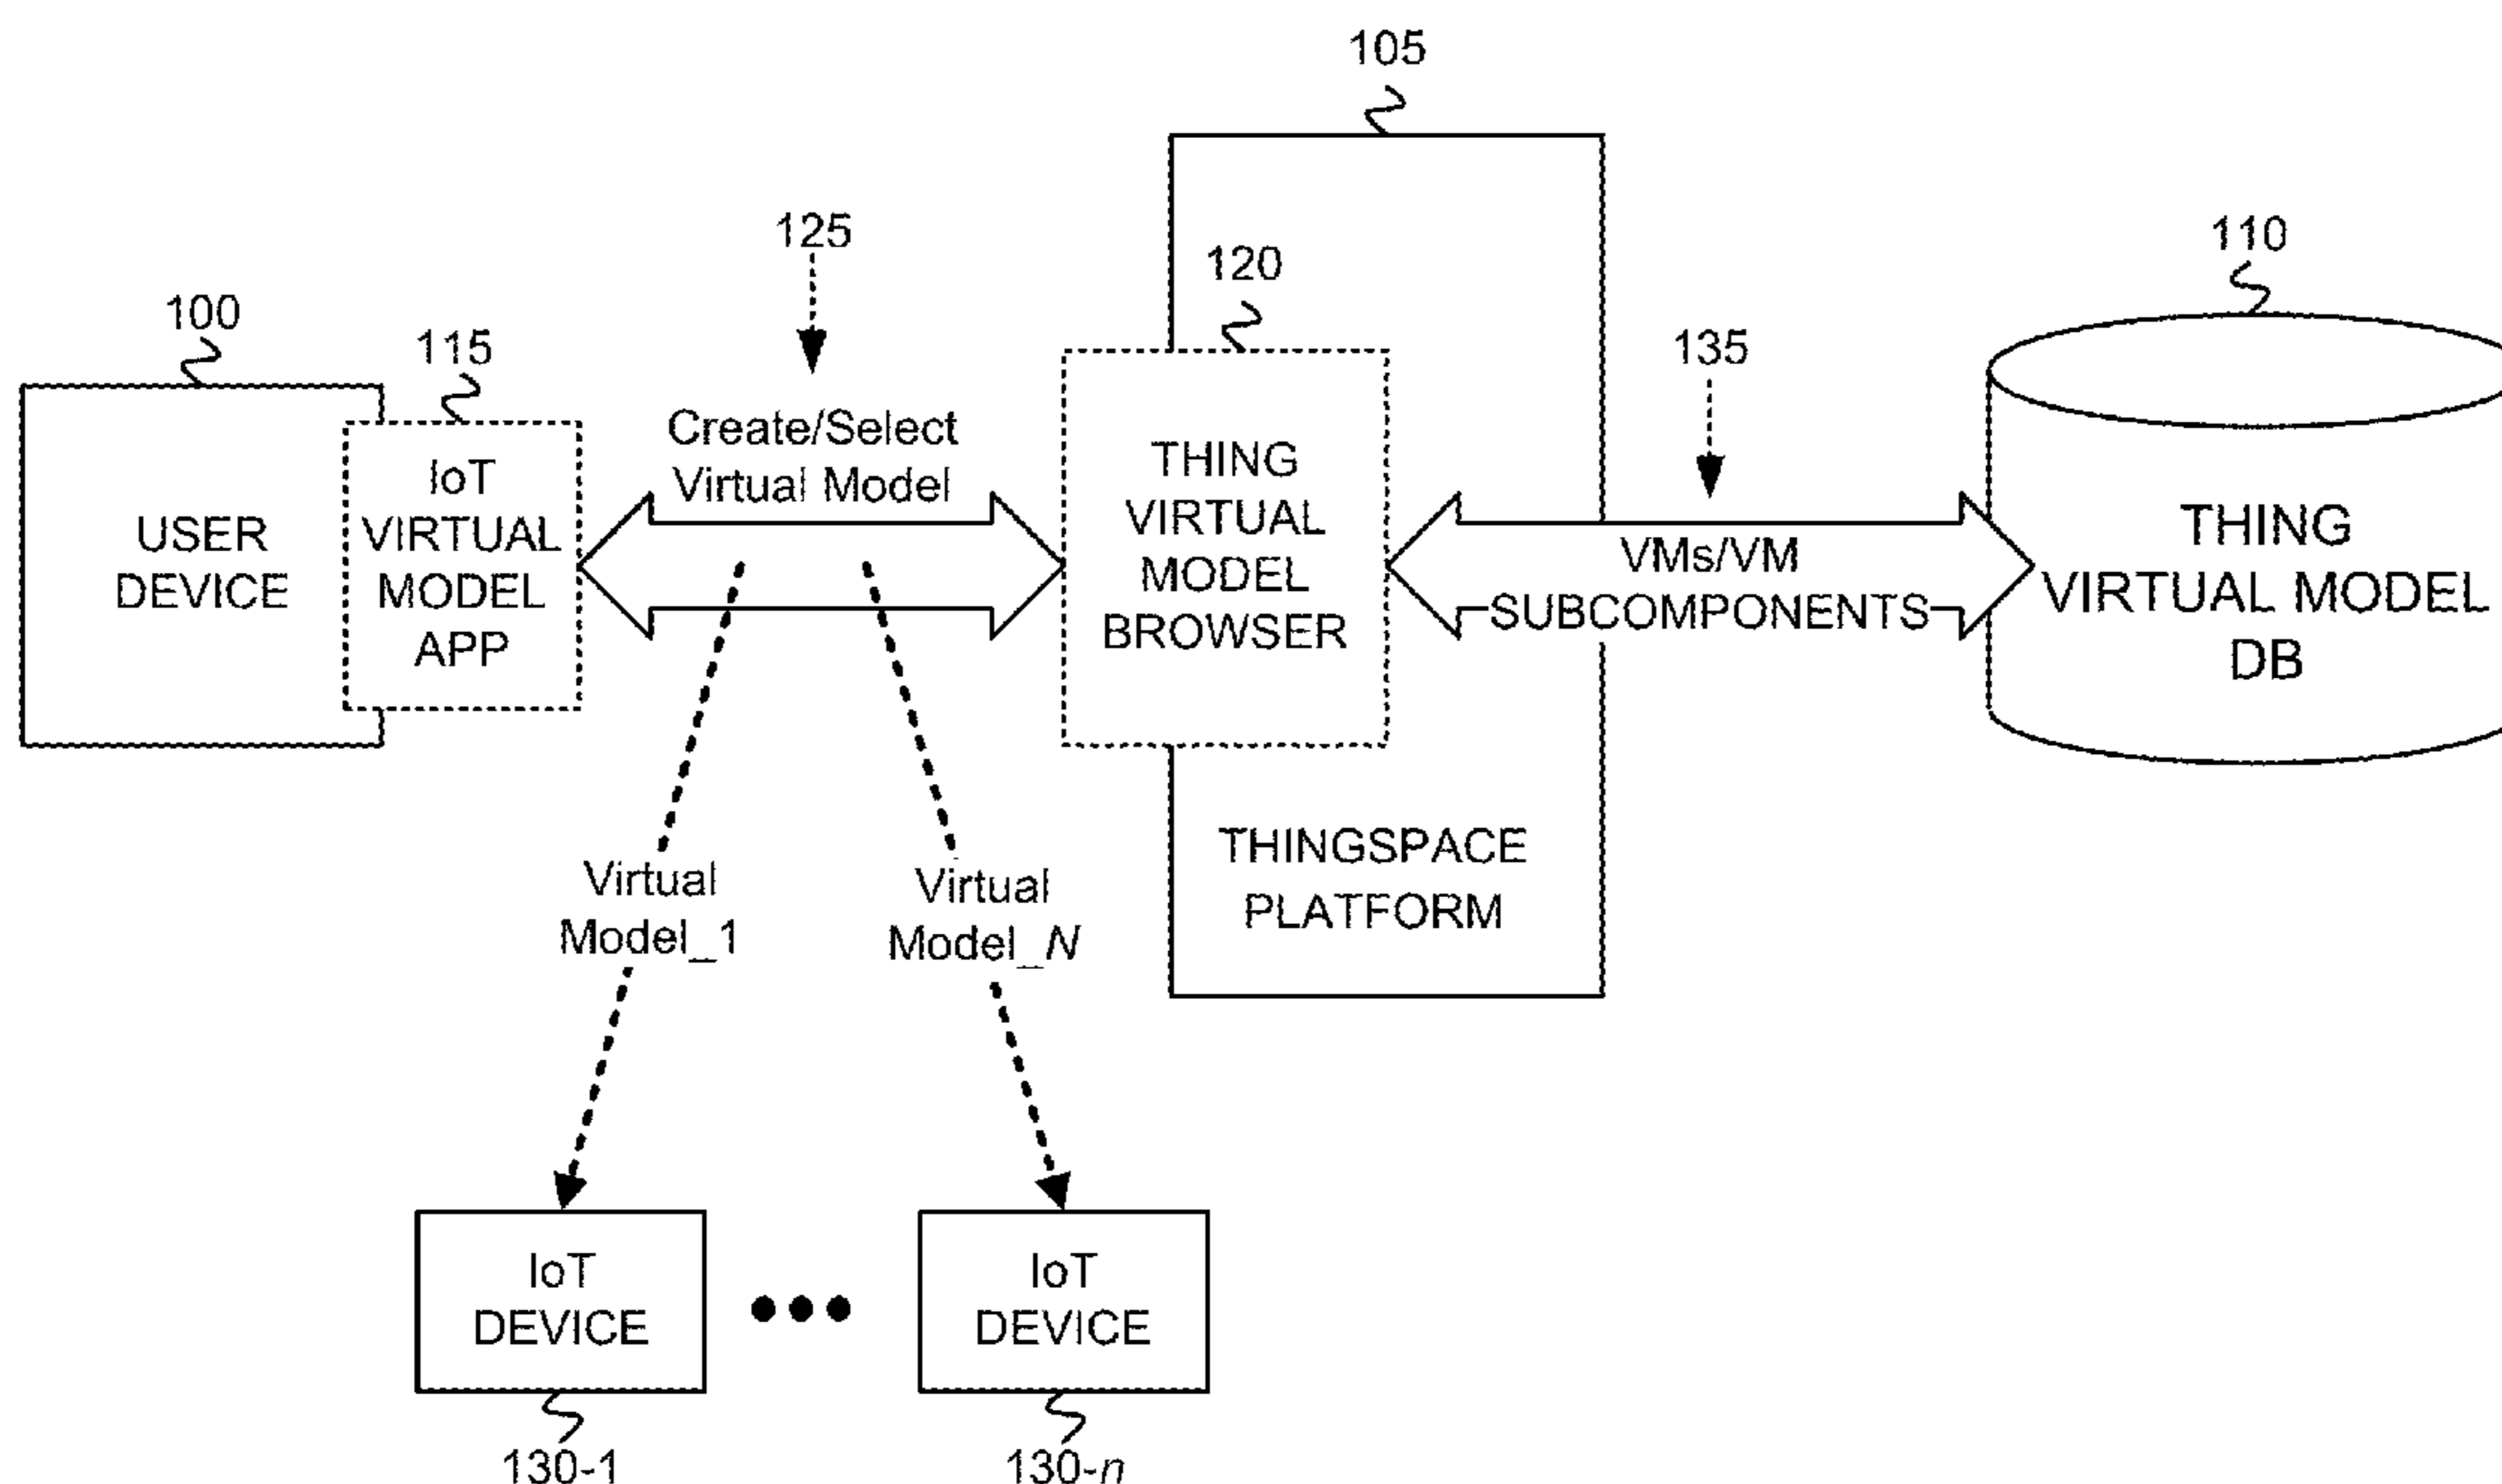 105
125
120
110
100
115
135
Create/Select
Virtual Model
USER
DEVICE
IoT
VIRTUAL
MODEL
APP
THING
VIRTUAL
MODEL
BROWSER
VMs/VM
SUBCOMPONENTS
THING
VIRTUAL MODEL
DB
THINGSPACE
PLATFORM
Virtual
Model_1
Virtual
Model_N
IoT
DEVICE
IoT
DEVICE
130-1
130-n